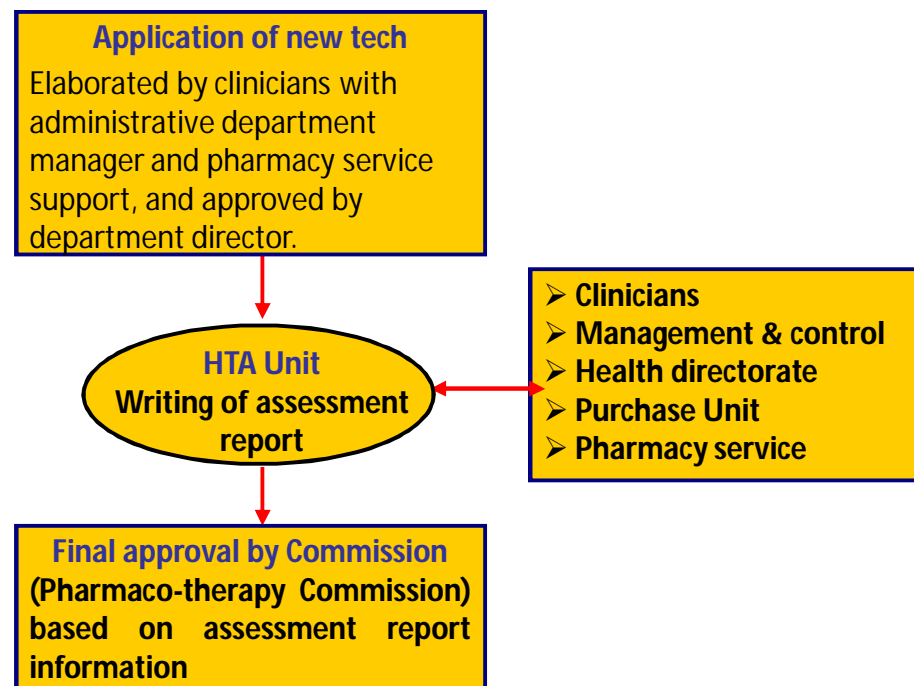 Application of new tech
Elaborated by clinicians with
administrative department
manager and pharmacy service
support, and approved by
department director.
HTA Unit
Writing of assessment
report
➢ Clinicians
➢ Management & control
➢ Health directorate
➢ Purchase Unit
➢ Pharmacy service
Final approval by Commission
(Pharmaco-therapy Commission)
based on assessment report
information